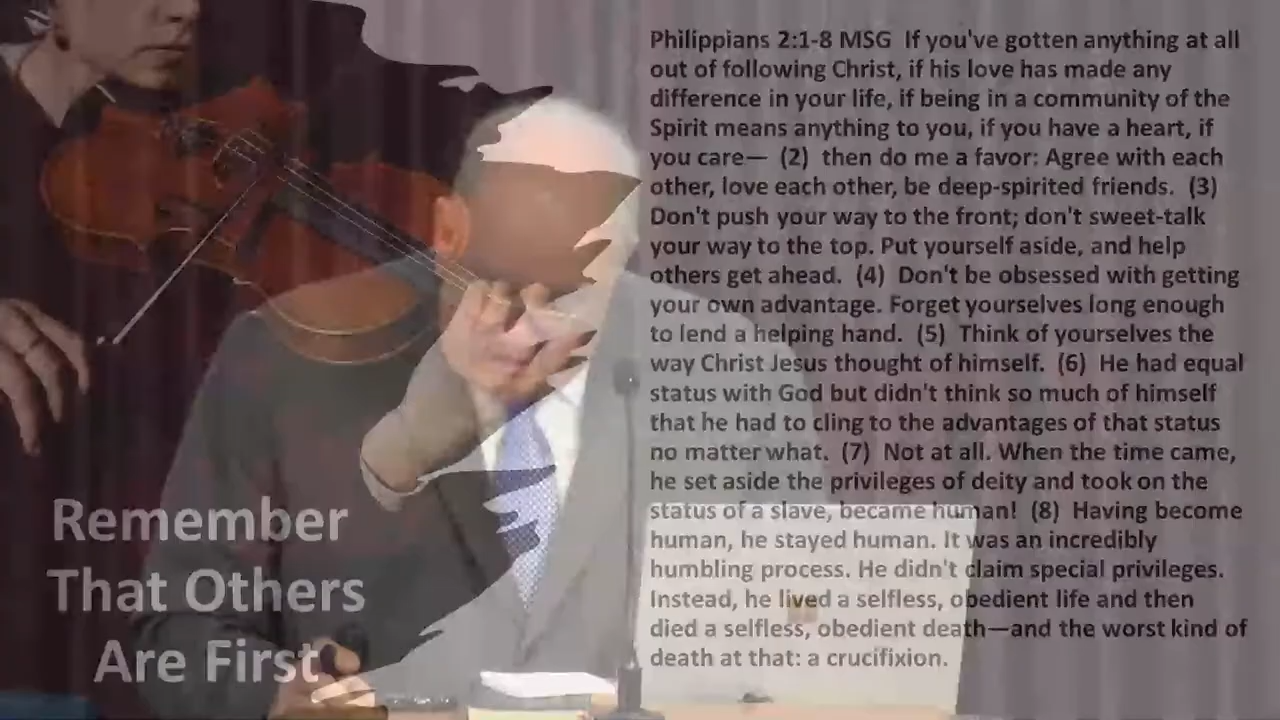 Philippians 2:1-8 MSG  If you've gotten anything at all
out of following Christ, if his love has made any
difference in your life, if being in a community of the
Spirit means anything to you, if you have a heart, if
you care— (2)  then do me a favor: Agree with each
other, love each other, be deep-spirited friends.  (3)
Don't push your way to the front; don't sweet-talk
your way to the top. Put yourself aside, and help
others get ahead.  (4)  Don't be obsessed with getting
your own advantage. Forget yourselves long enough
to lend a helping hand.  (5)  Think of yourselves the
way Christ Jesus thought of himself.  (6)  He had equal
status with God but didn't think so much of himself
that he had to cling to the advantages of that status
no matter what.  (7)  Not at all. When the time came,
he set aside the privileges of deity and took on the
status of a slave, became human!  (8)  Having become
human, he stayed human. It was an incredibly
humbling process. He didn't claim special privileges.
Instead, he lived a selfless, obedient life and then
died a selfless, obedient death—and the worst kind of
death at that: a crucifixion.
Remember
That Others
Are First